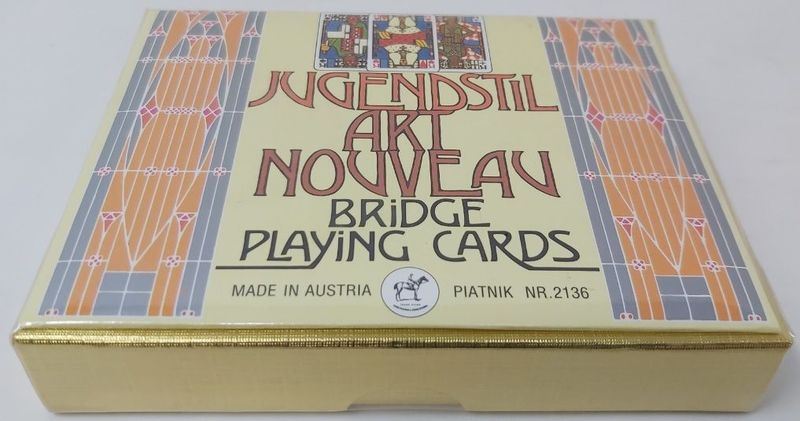 JUGENDSTiL
ART
NOUVEAU
BRiDGE
PLAYiNG CARDS
MADE IN AUSTRIA PIATNIK NR.2136